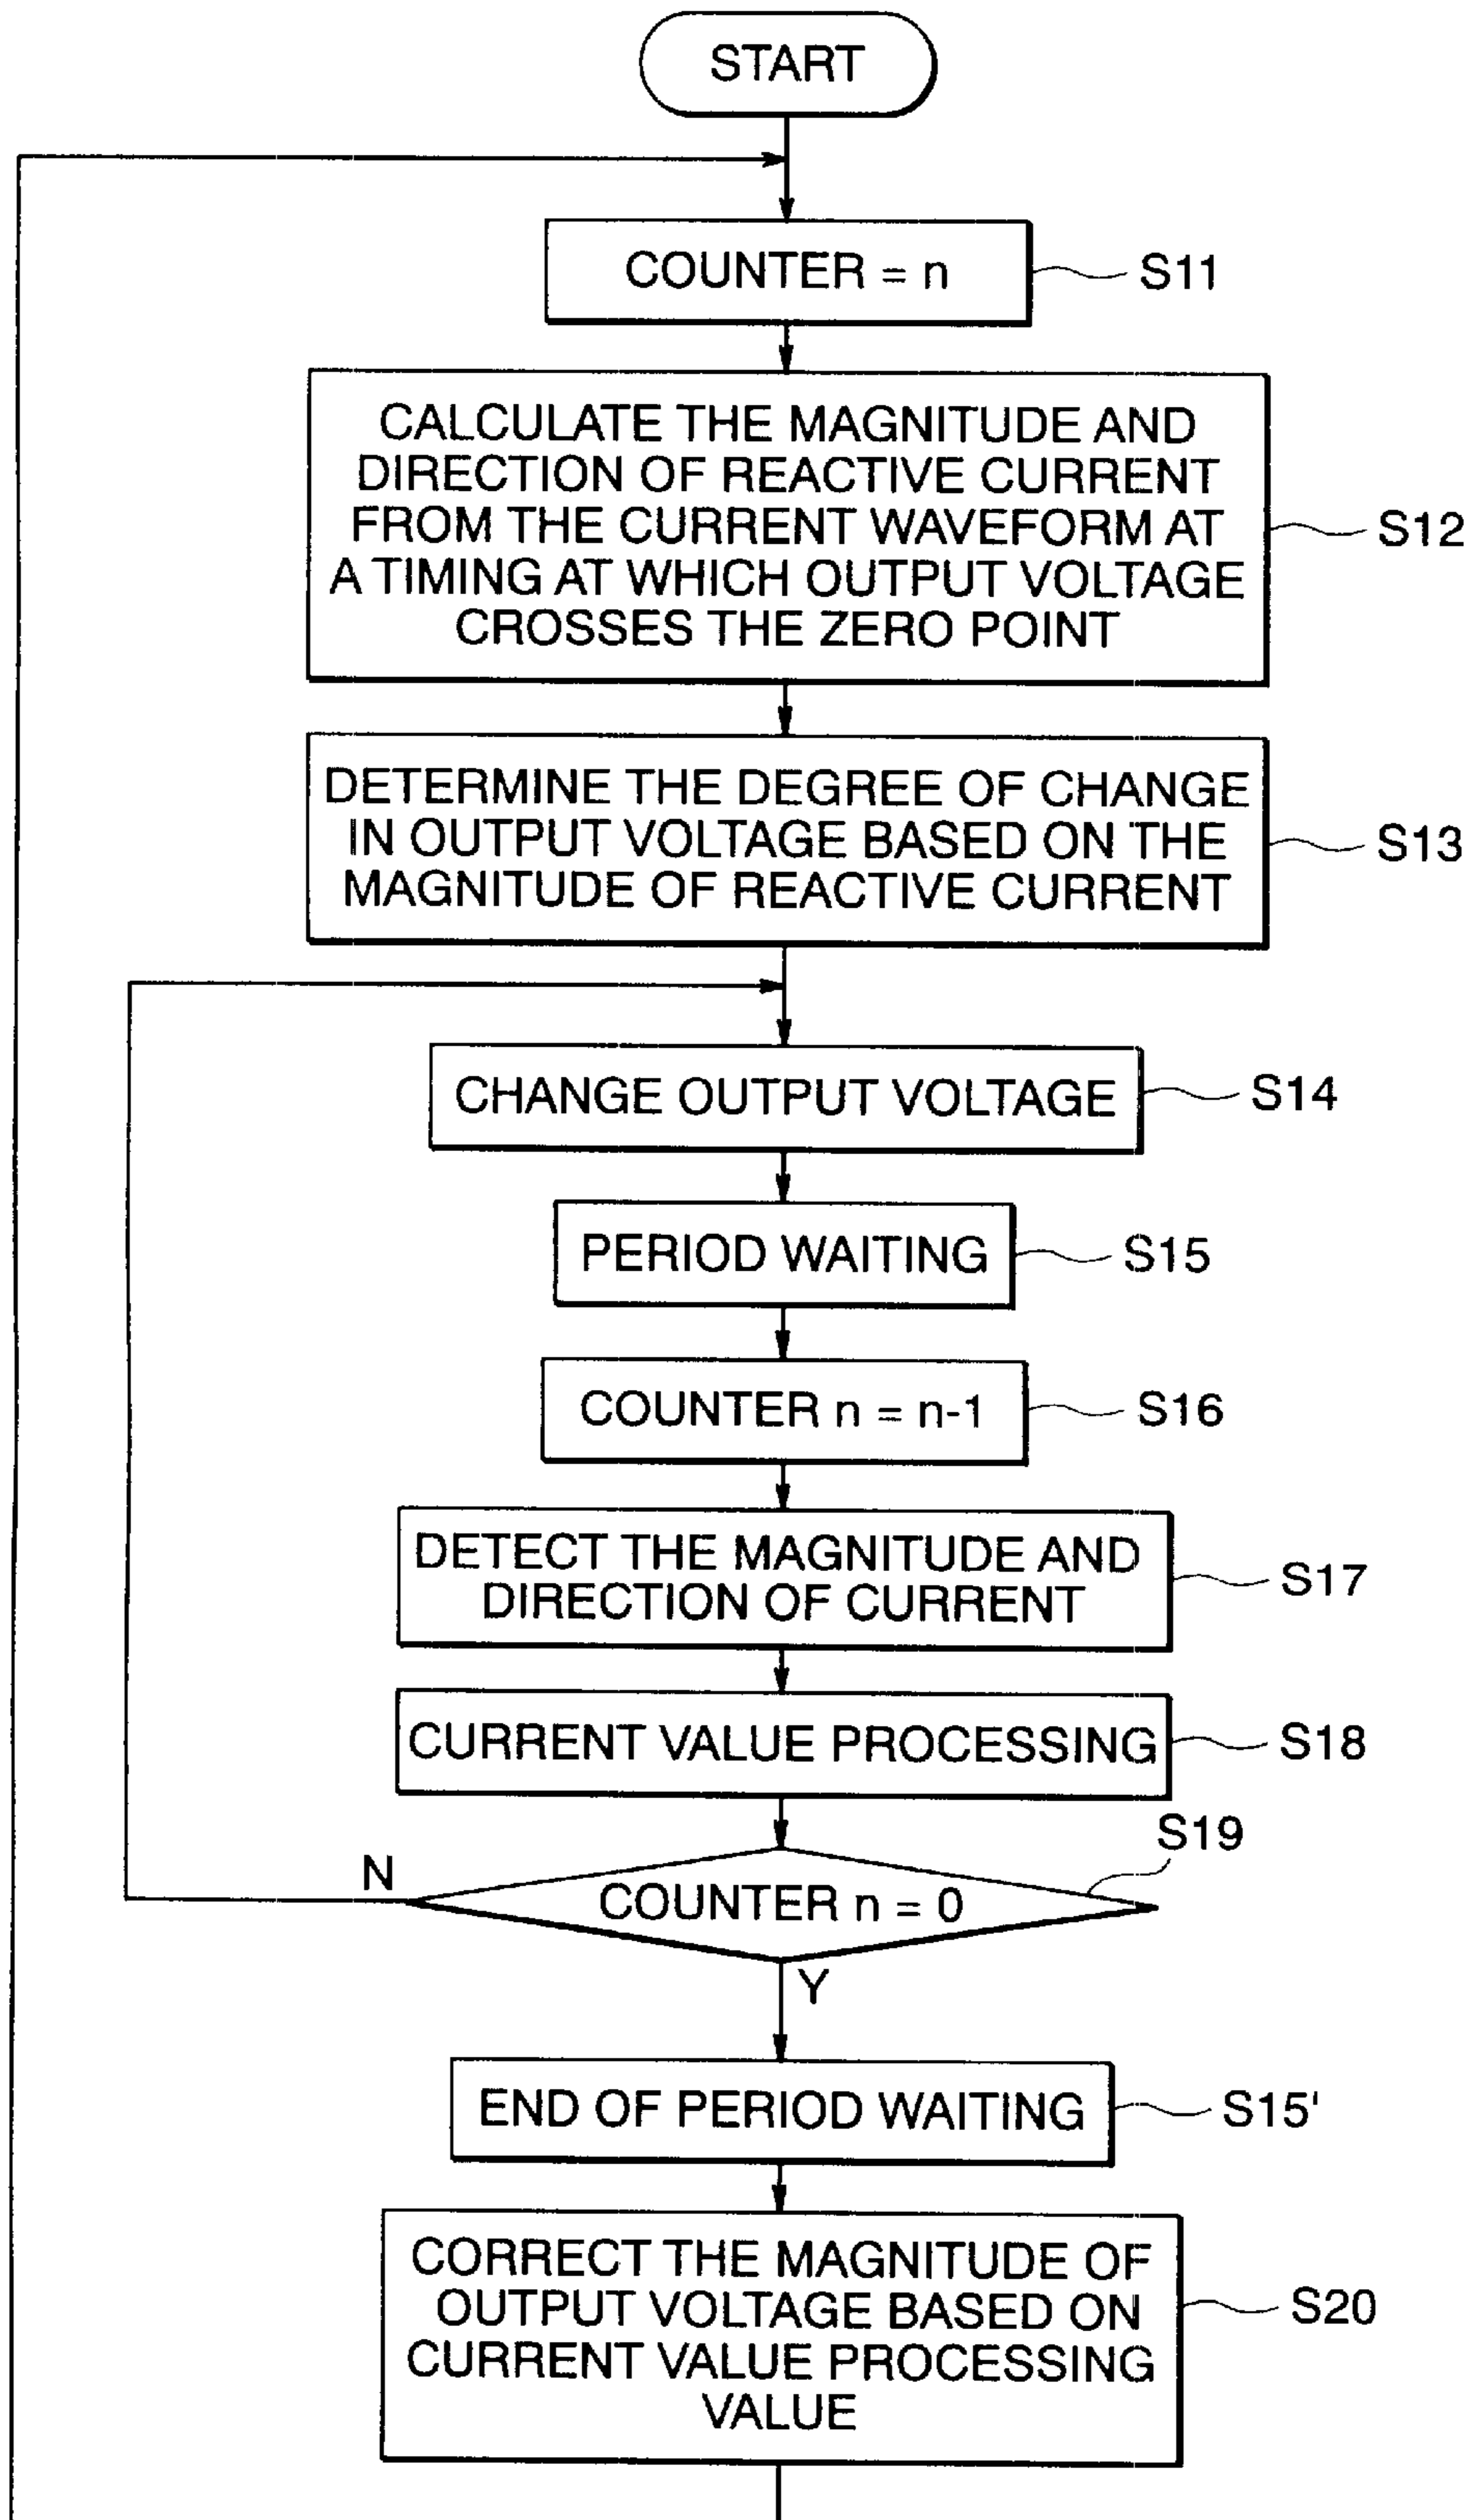 START
COUNTER = n
S11
CALCULATE THE MAGNITUDE AND
DIRECTION OF REACTIVE CURRENT
FROM THE CURRENT WAVEFORM AT
A TIMING AT WHICH OUTPUT VOLTAGE
CROSSES THE ZERO POINT
S12
DETERMINE THE DEGREE OF CHANGE
IN OUTPUT VOLTAGE BASED ON THE
MAGNITUDE OF REACTIVE CURRENT
S13
CHANGE OUTPUT VOLTAGE
S14
PERIOD WAITING
S15
COUNTER n = n-1
S16
DETECT THE MAGNITUDE AND
DIRECTION OF CURRENT
S17
CURRENT VALUE PROCESSING
S18
S19
N
COUNTER n = 0
Y
END OF PERIOD WAITING
S15'
CORRECT THE MAGNITUDE OF
OUTPUT VOLTAGE BASED ON
CURRENT VALUE PROCESSING
VALUE
S20